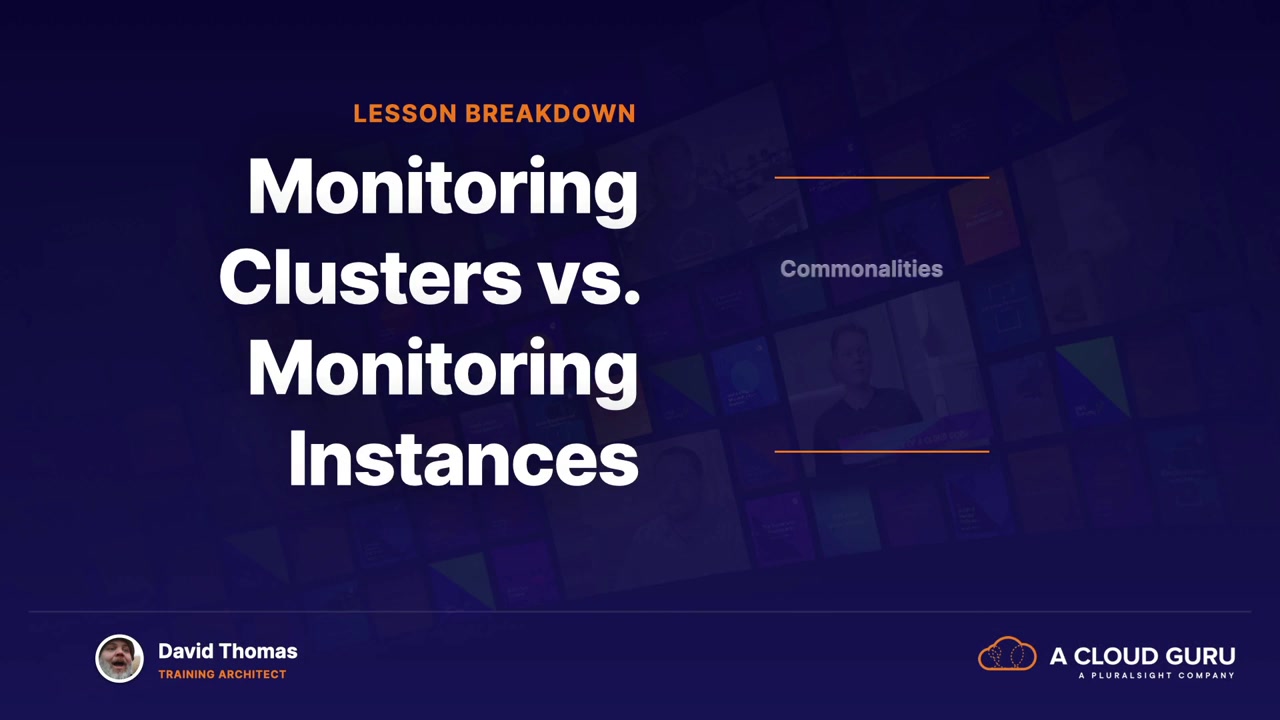 LESSON BREAKDOWN
Monitoring
Clusters vs.
Monitoring
Instances
Commonalities
David Thomas
TRAINING ARCHITECT
A CLOUD GURU
A PLURALSIGHT COMPANY